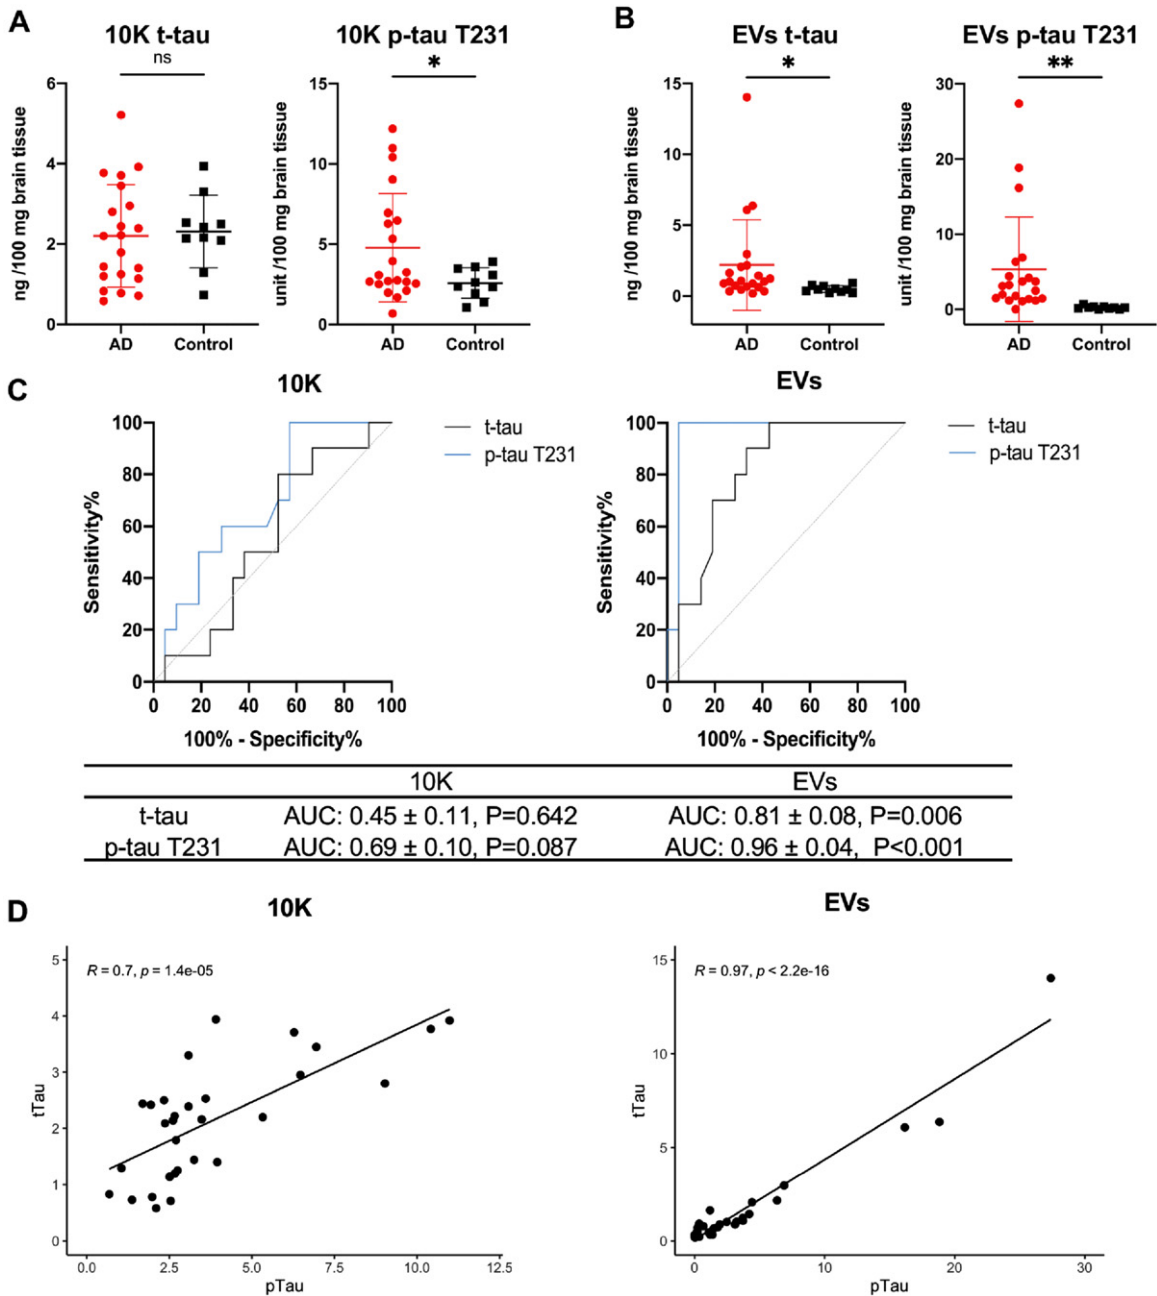 A
10K t-tau
ns
ng /100 mg brain tissue
6
4
2
0
AD
Control
10K p-tau T231
*
unit /100 mg brain tissue
15
10
5
0
AD
Control
B
EVs t-tau
*
ng /100 mg brain tissue
15
10
5
0
AD
Control
EVs p-tau T231
**
unit /100 mg brain tissue
30
20
10
0
AD
Control
C
10K
Sensitivity%
100
80
60
40
20
0
0 20 40 60 80 100
100% - Specificity%
t-tau
p-tau T231
EVs
Sensitivity%
100
80
60
40
20
0
0 20 40 60 80 100
100% - Specificity%
t-tau
p-tau T231
10K EVs
t-tau AUC: 0.45 ± 0.11, P=0.642 AUC: 0.81 ± 0.08, P=0.006
p-tau T231 AUC: 0.69 ± 0.10, P=0.087 AUC: 0.96 ± 0.04, P<0.001
D
10K
R = 0.7, p = 1.4e-05
tTau
5
4
3
2
1
0
0.0 2.5 5.0 7.5 10.0 12.5
pTau
EVs
R = 0.97, p < 2.2e-16
tTau
15
10
5
0
0 10 20 30
pTau